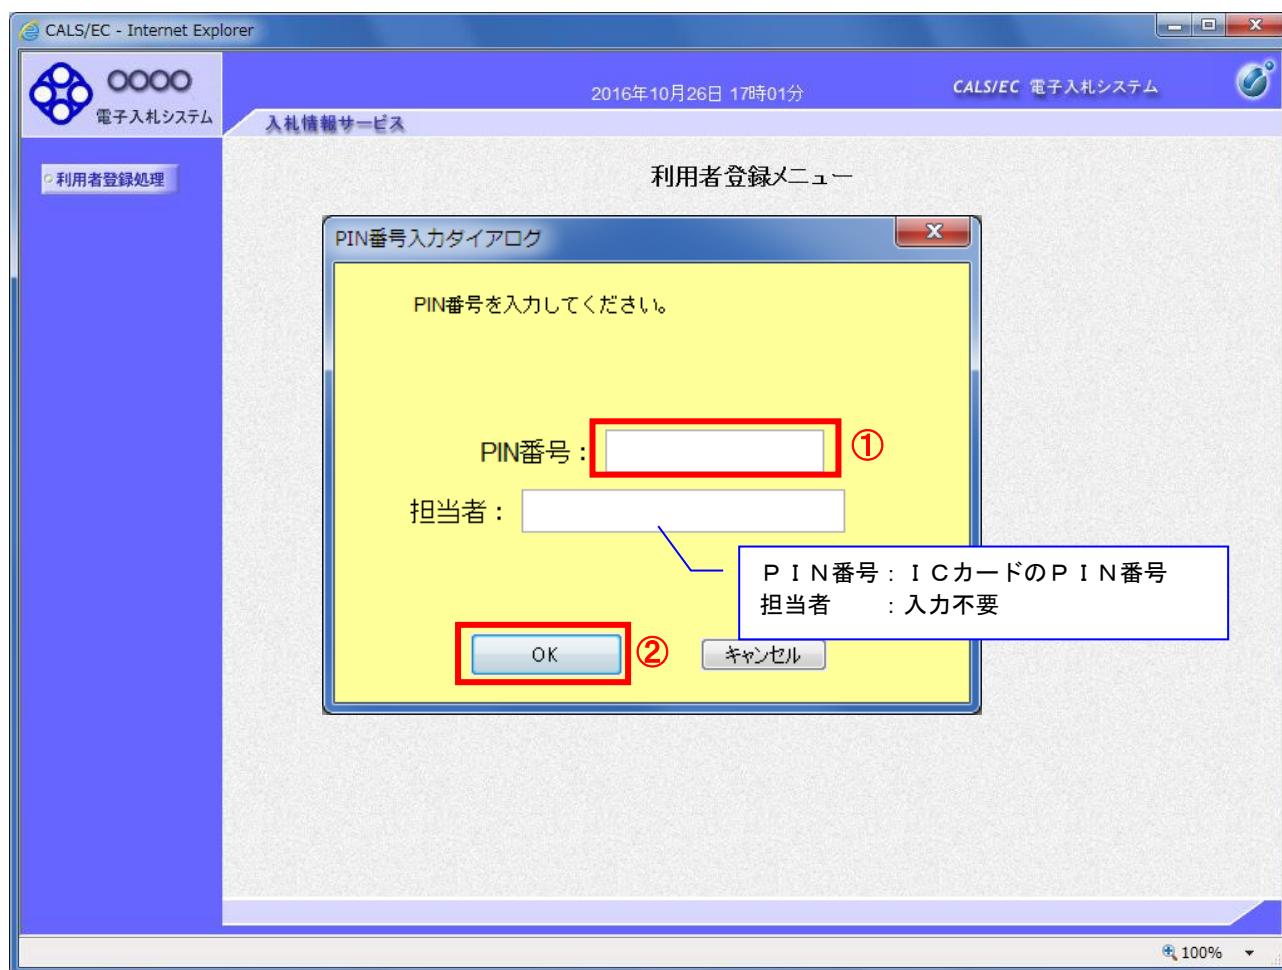 CALS/EC - Internet Explorer
○○○○
電子入札システム
2016年10月26日 17時01分
CALS/EC 電子入札システム
入札情報サービス
利用者登録処理
利用者登録メニュー
PIN番号入力ダイアログ
PIN番号を入力してください。
PIN番号：
①
担当者：
ＰＩＮ番号：ＩＣカードのＰＩＮ番号
担当者　　：入力不要
OK
②
キャンセル
100%